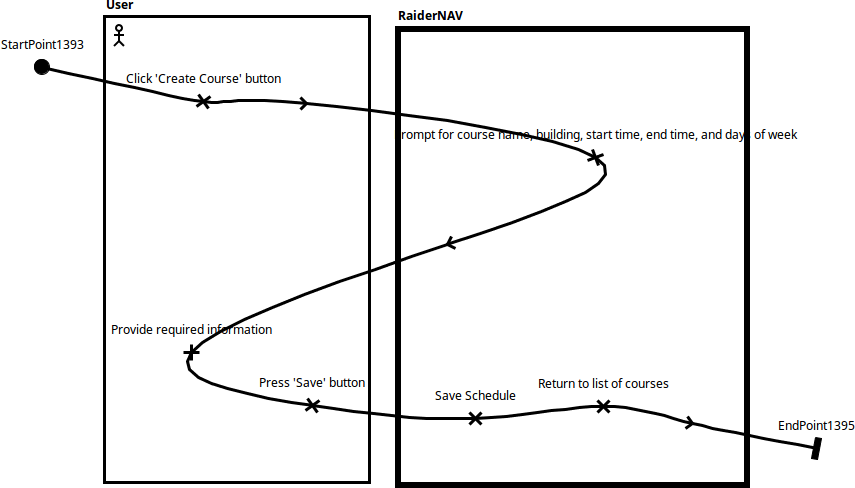 User
RaiderNAV
StartPoint1393
Click 'Create Course' button
rompt for course name, building, start time, end time, and days of week
Provide required information
Press 'Save' button
Save Schedule
Return to list of courses
EndPoint1395